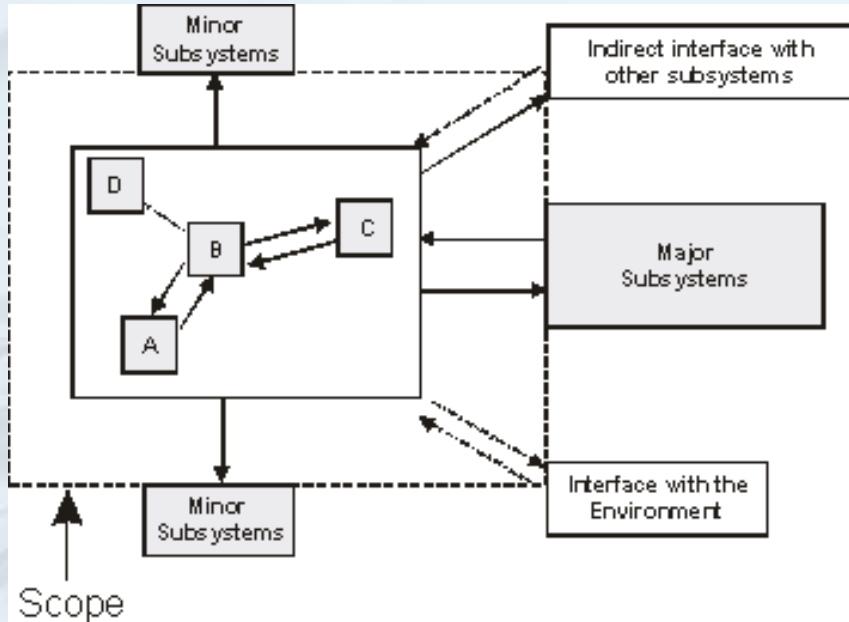 Minor
Subsystems
Indirect interface with
other subsystems
D
B
C
A
Major
Subsystems
Minor
Subsystems
Interface with the
Environment
Scope